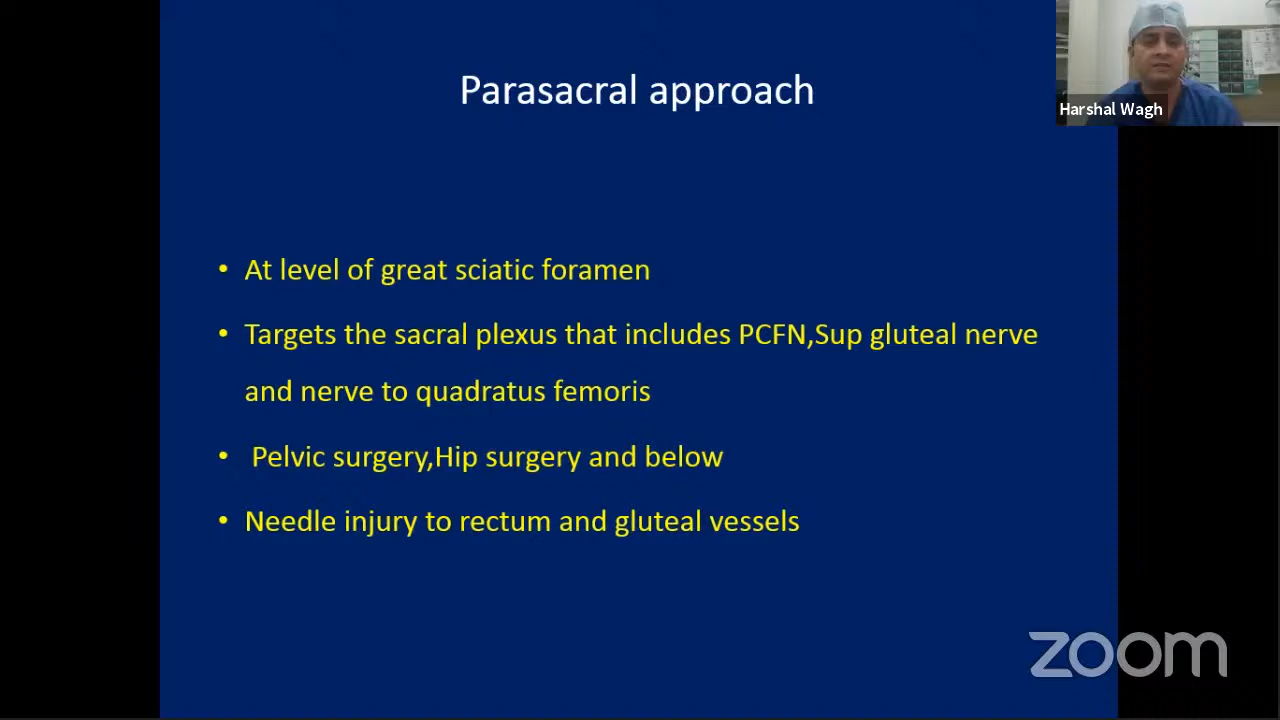 Parasacral approach
Harshal Wagh
• At level of great sciatic foramen
• Targets the sacral plexus that includes PCFN,Sup gluteal nerve
and nerve to quadratus femoris
• Pelvic surgery,Hip surgery and below
• Needle injury to rectum and gluteal vessels
zoom